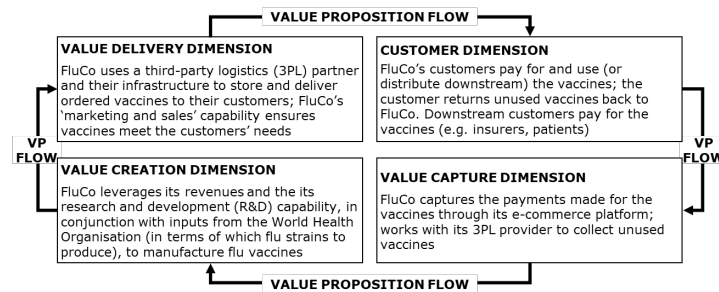 VALUE PROPOSITION FLOW
VALUE DELIVERY DIMENSION
FluCo uses a third-party logistics (3PL) partner
and their infrastructure to store and deliver
ordered vaccines to their customers; FluCo's
'marketing and sales' capability ensures
vaccines meet the customers' needs
CUSTOMER DIMENSION
FluCo's customers pay for and use (or
distribute downstream) the vaccines; the
customer returns unused vaccines back to
FluCo. Downstream customers pay for the
vaccines (e.g. insurers, patients)
VP
FLOW
VP
FLOW
VALUE CREATION DIMENSION
FluCo leverages its revenues and the its
research and development (R&D) capability, in
conjunction with inputs from the World Health
Organisation (in terms of which flu strains to
produce), to manufacture flu vaccines
VALUE CAPTURE DIMENSION
FluCo captures the payments made for the
vaccines through its e-commerce platform;
works with its 3PL provider to collect unused
vaccines
VALUE PROPOSITION FLOW